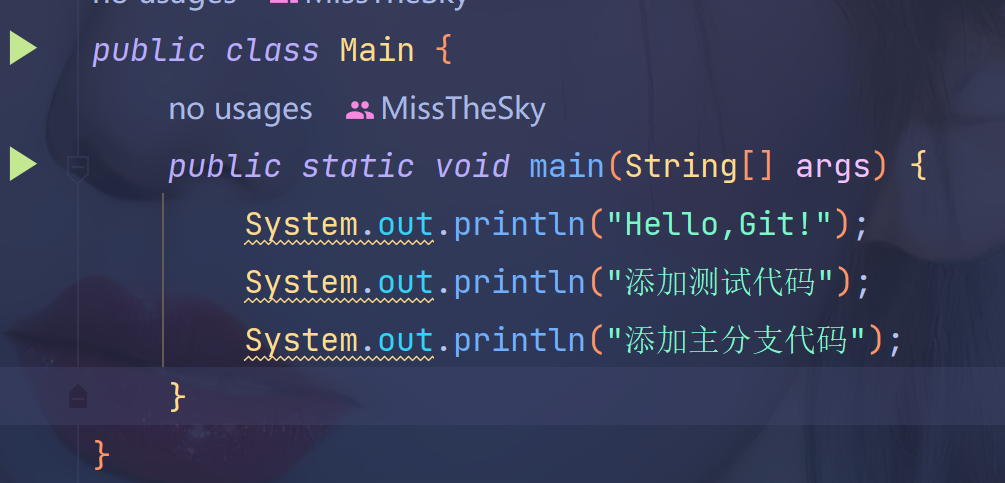 no usages MissTheSky
public class Main {
no usages MissTheSky
public static void main(String[] args) {
System.out.println("Hello,Git!");
System.out.println("添加测试代码");
System.out.println("添加主分支代码");
}
}